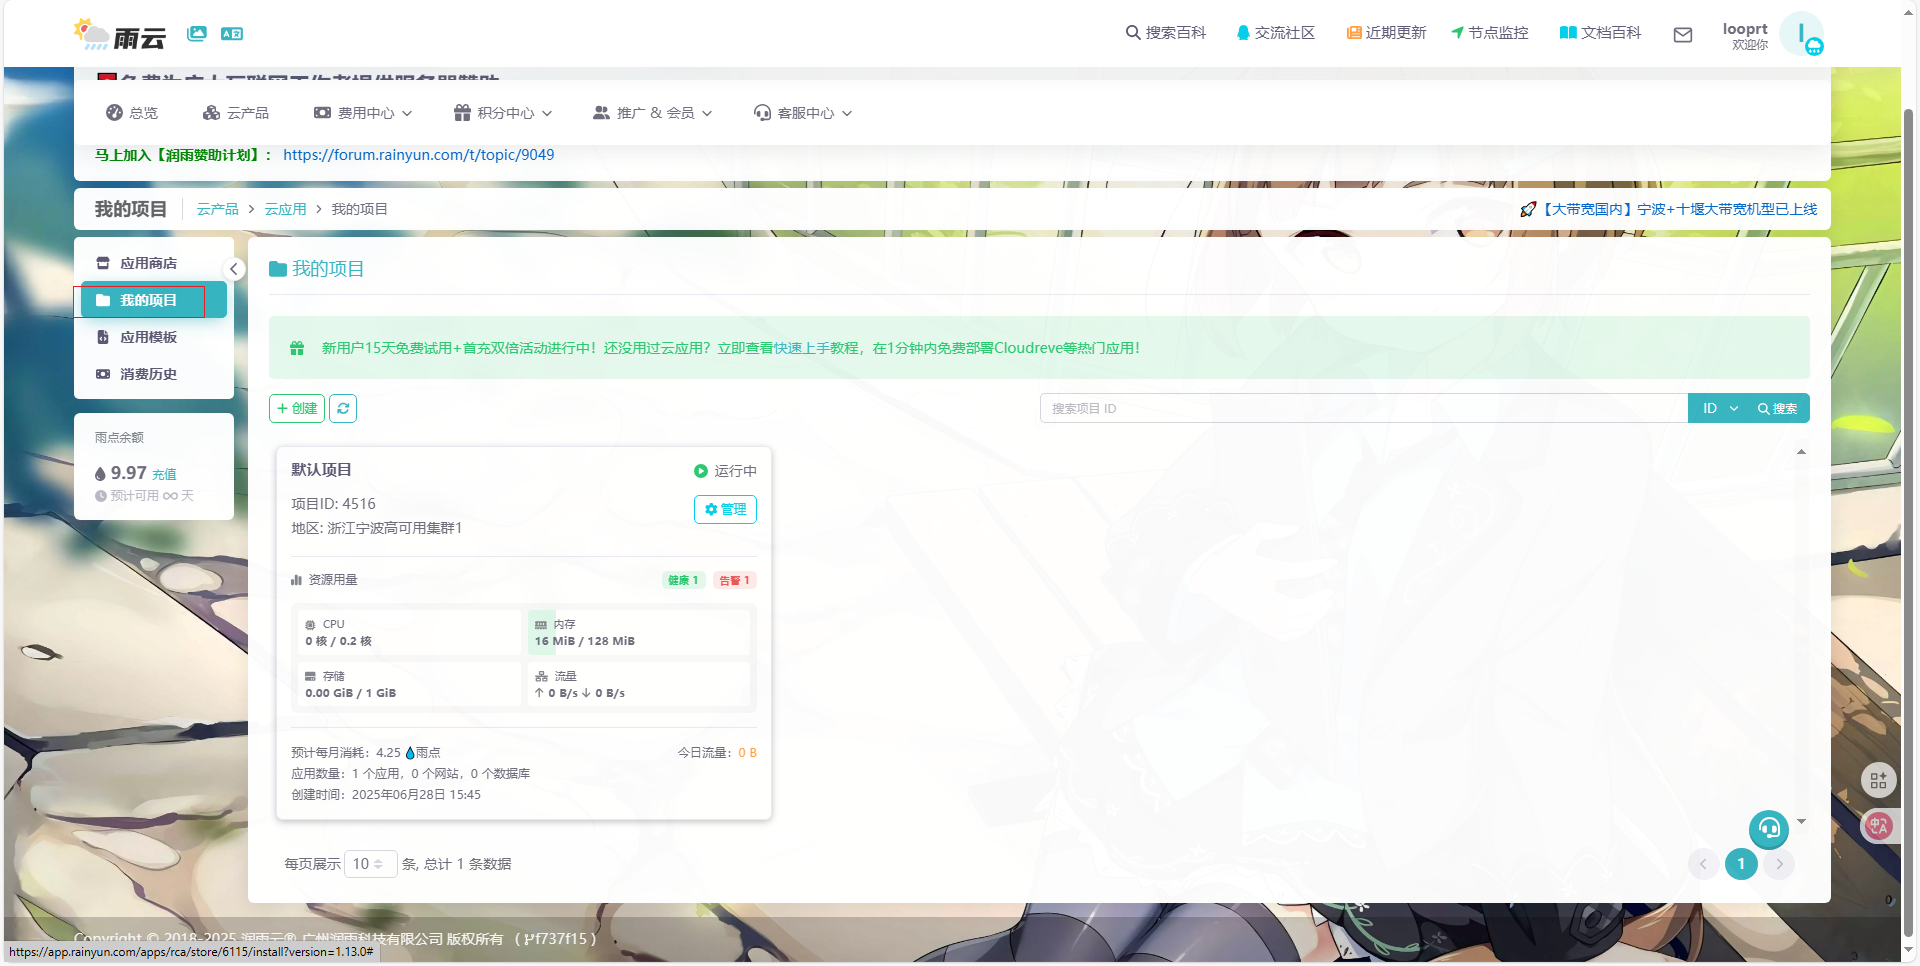 雨云
搜索百科
交流社区
近期更新
节点监控
文档百科
looprt
欢迎你
总览
云产品
费用中心
积分中心
推广 & 会员
客服中心
马上加入【润雨赞助计划】： https://forum.rainyun.com/t/topic/9049
我的项目
云产品 > 云应用 > 我的项目
【大带宽国内】宁波+十堰大带宽机型已上线
应用商店
我的项目
应用模板
消费历史
雨点余额
9.97 充值
预计可用 ∞ 天
我的项目
新用户15天免费试用+首充双倍活动进行中！还没用过云应用？立即查看快速上手教程，在1分钟内免费部署Cloudreve等热门应用！
+ 创建
搜索项目 ID
ID
搜索
默认项目
运行中
项目ID: 4516
管理
地区: 浙江宁波高可用集群1
资源用量
健康 1
告警 1
CPU
0 核 / 0.2 核
内存
16 MiB / 128 MiB
存储
0.00 GiB / 1 GiB
流量
↑ 0 B/s ↓ 0 B/s
预计每月消耗：4.25 雨点
今日流量：0 B
应用数量：1 个应用，0 个网站，0 个数据库
创建时间：2025年06月28日 15:45
每页展示 10 条, 总计 1 条数据
1
Copyright © 2018-2025 润雨云® 广州润雨科技有限公司 版权所有 ( f737f15 )
https://app.rainyun.com/apps/rca/store/6115/install?version=1.13.0#